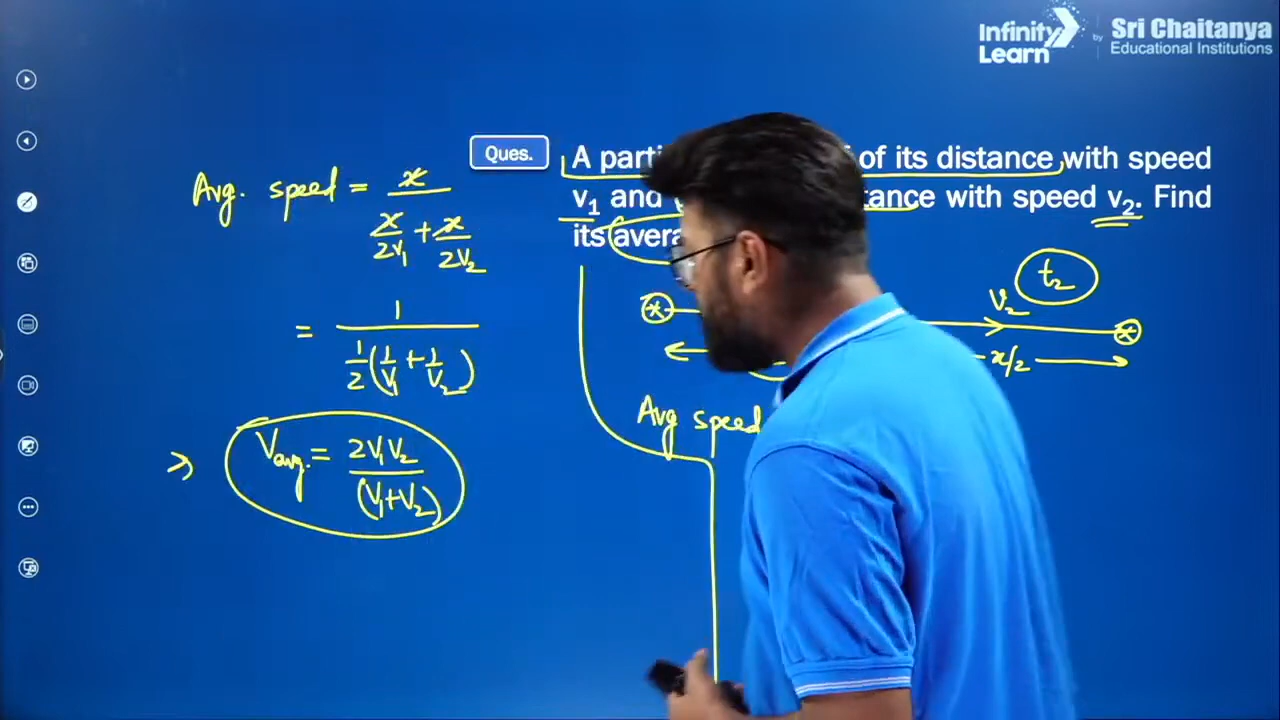 Infinity Learn by Sri Chaitanya Educational Institutions
Ques. A parti of its distance with speed
v₁ and tance with speed v₂. Find
its avera
Avg. speed = x / (x/2V₁ + x/2V₂)
= 1 / (1/2 (1/V₁ + 1/V₂))
⇒ Vavg. = 2V₁V₂ / (V₁+V₂)
t₂
V₂
x/2
Avg speed